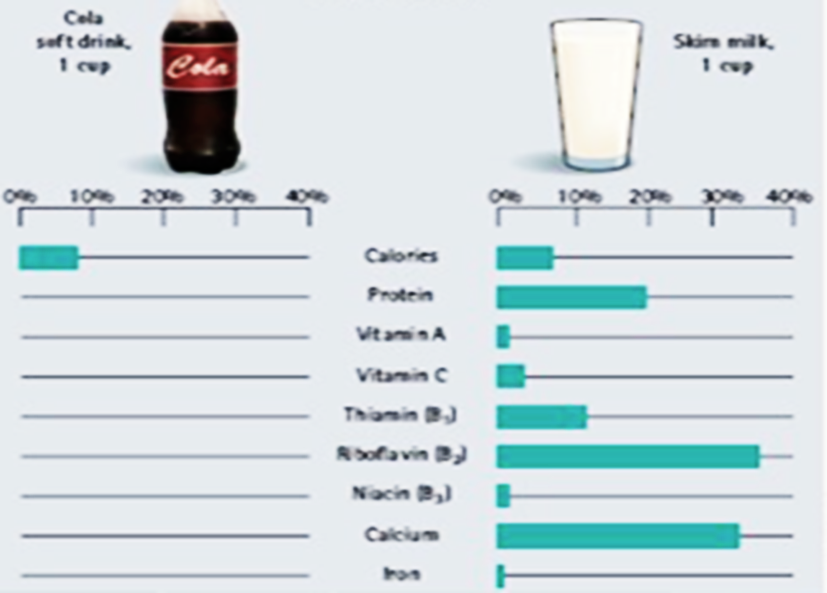 Cola
soft drink,
1 cup
Cola
Skim milk,
1 cup
0% 10% 20% 30% 40%
0% 10% 20% 30% 40%
Calories
Protein
Vitamin A
Vitamin C
Thiamin (B₁)
Riboflavin (B₂)
Niacin (B₃)
Calcium
Iron